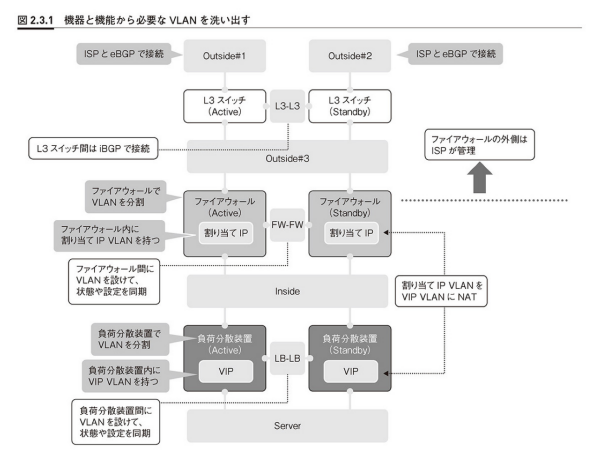 図 2.3.1 機器と機能から必要な VLAN を洗い出す
ISP と eBGP で接続
Outside#1
Outside#2
ISP と eBGP で接続
L3 スイッチ
(Active)
L3-L3
L3 スイッチ
(Standby)
L3 スイッチ間は iBGP で接続
Outside#3
ファイアウォールの外側は
ISP が管理
ファイアウォールで
VLAN を分割
ファイアウォール
(Active)
ファイアウォール
(Standby)
ファイアウォール内に
割り当て IP VLAN を持つ
割り当て IP
FW-FW
割り当て IP
ファイアウォール間に
VLAN を設けて、
状態や設定を同期
Inside
割り当て IP VLAN を
VIP VLAN に NAT
負荷分散装置で
VLAN を分割
負荷分散装置
(Active)
負荷分散装置
(Standby)
LB-LB
負荷分散装置内に
VIP VLAN を持つ
VIP
VIP
負荷分散装置間に
VLAN を設けて、
状態や設定を同期
Server